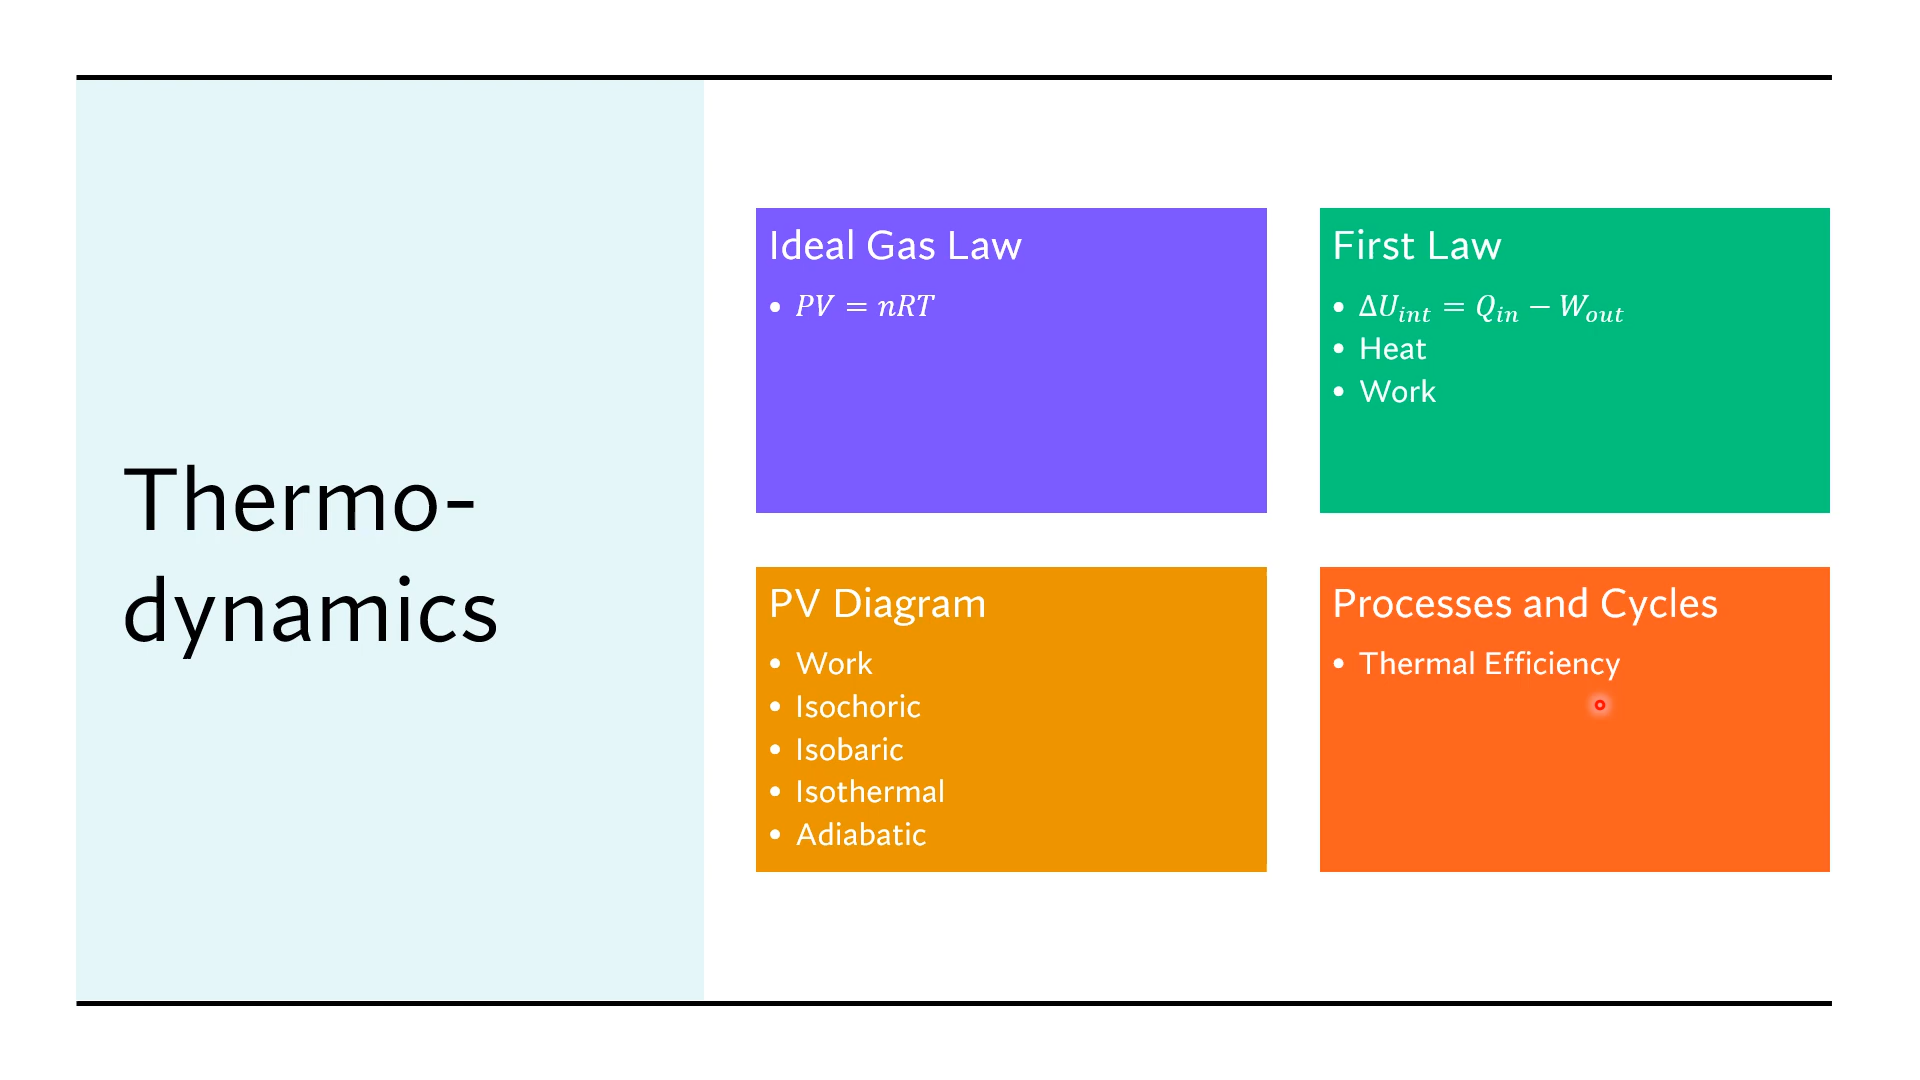 Thermo-
dynamics
Ideal Gas Law
• PV = nRT
First Law
• ΔU_int = Q_in − W_out
• Heat
• Work
PV Diagram
• Work
• Isochoric
• Isobaric
• Isothermal
• Adiabatic
Processes and Cycles
• Thermal Efficiency